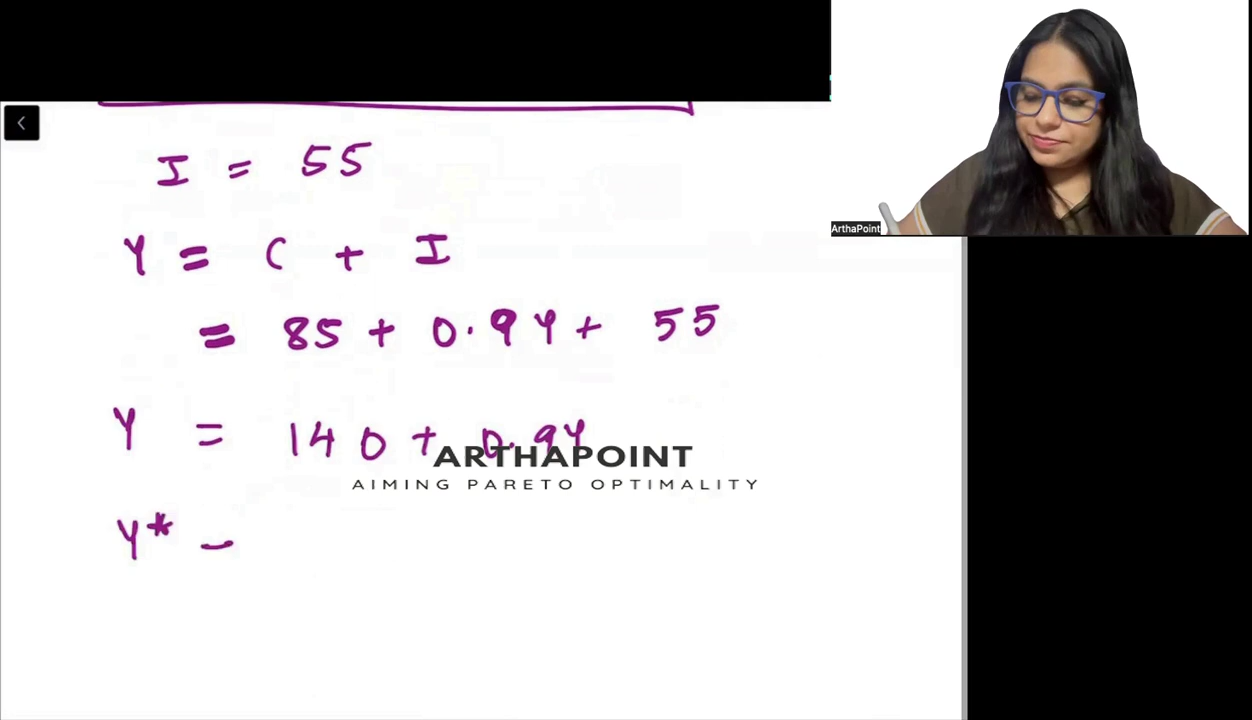 I = 55
ArthaPoint
Y = C + I
= 85 + 0.9Y + 55
Y = 140 + 0.9Y
ARTHAPOINT
AIMING PARETO OPTIMALITY
Y* –